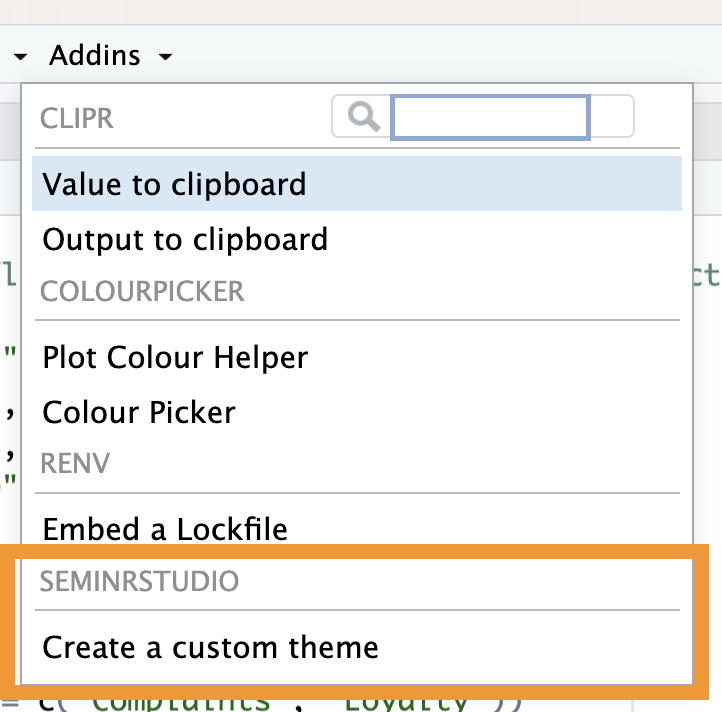 Addins
CLIPR
Value to clipboard
Output to clipboard
COLOURPICKER
Plot Colour Helper
Colour Picker
RENV
Embed a Lockfile
SEMINRSTUDIO
Create a custom theme
= c("Complaints", "Loyalty"))